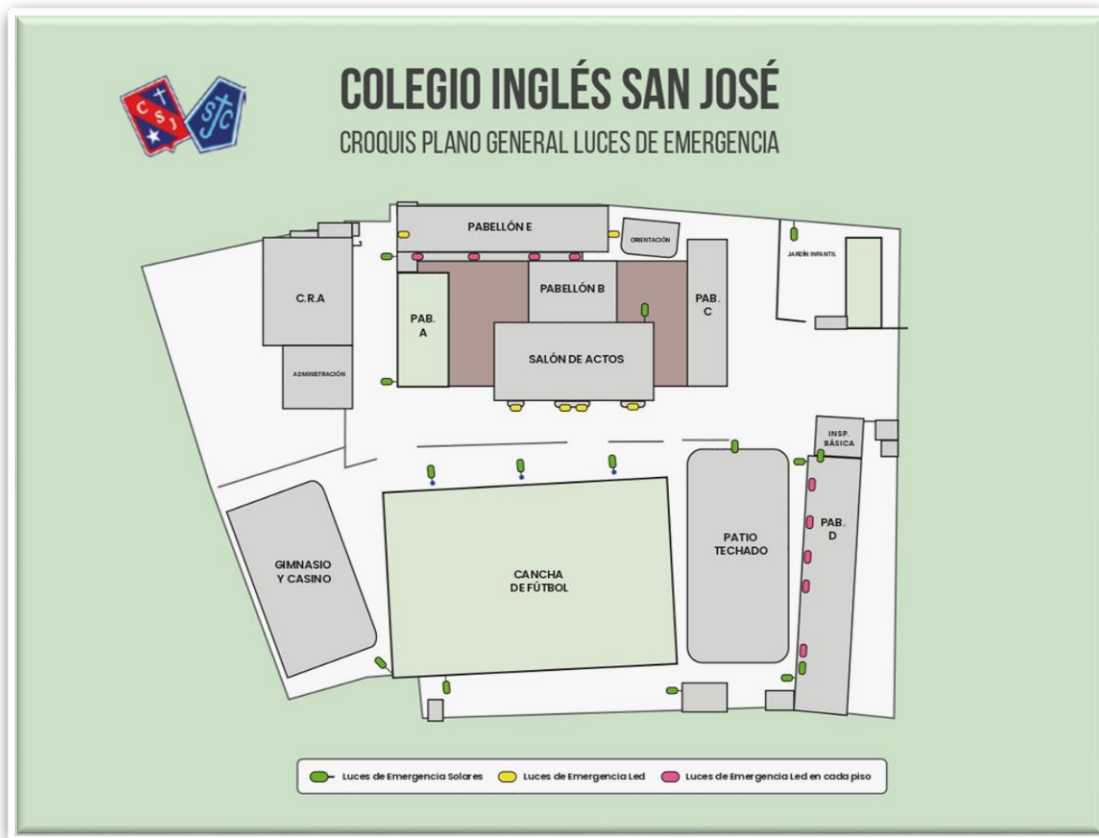 CSJ
SJC
COLEGIO INGLÉS SAN JOSÉ
CROQUIS PLANO GENERAL LUCES DE EMERGENCIA
PABELLÓN E
ORIENTACIÓN
JARDÍN INFANTIL
C.R.A
PABELLÓN B
PAB.
C
PAB.
A
SALÓN DE ACTOS
ADMINISTRACIÓN
INSP.
BÁSICA
PAB.
D
PATIO
TECHADO
GIMNASIO
Y CASINO
CANCHA
DE FÚTBOL
Luces de Emergencia Solares
Luces de Emergencia Led
Luces de Emergencia Led en cada piso